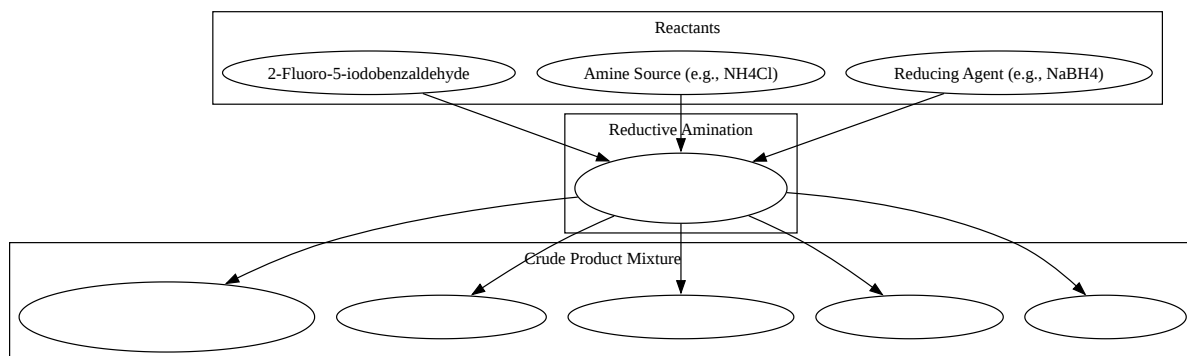 Reactants
2-Fluoro-5-iodobenzaldehyde
Amine Source (e.g., NH4Cl)
Reducing Agent (e.g., NaBH4)
Reductive Amination
Crude Product Mixture